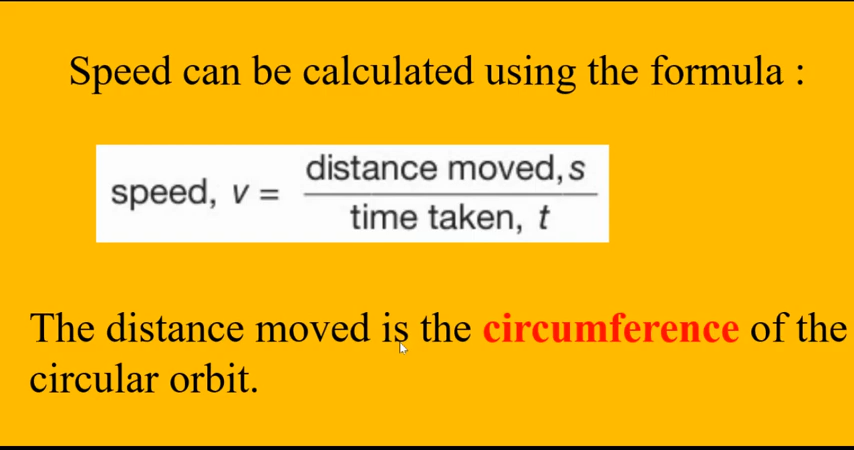 Speed can be calculated using the formula :
speed, v = distance moved, s
time taken, t
The distance moved is the circumference of the
circular orbit.